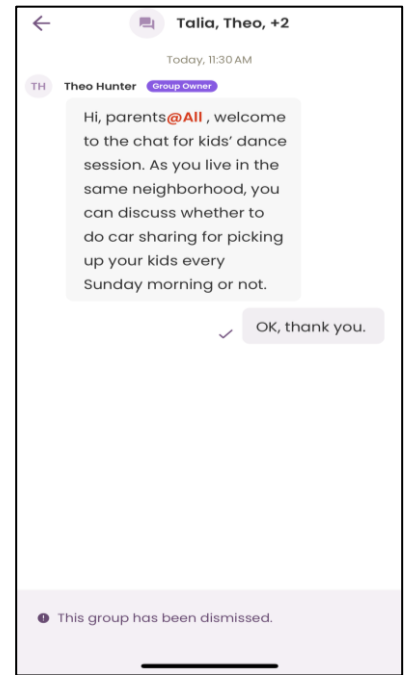 Talia, Theo, +2
Today, 11:30 AM
TH Theo Hunter Group Owner
Hi, parents@All , welcome
to the chat for kids’ dance
session. As you live in the
same neighborhood, you
can discuss whether to
do car sharing for picking
up your kids every
Sunday morning or not.
OK, thank you.
This group has been dismissed.